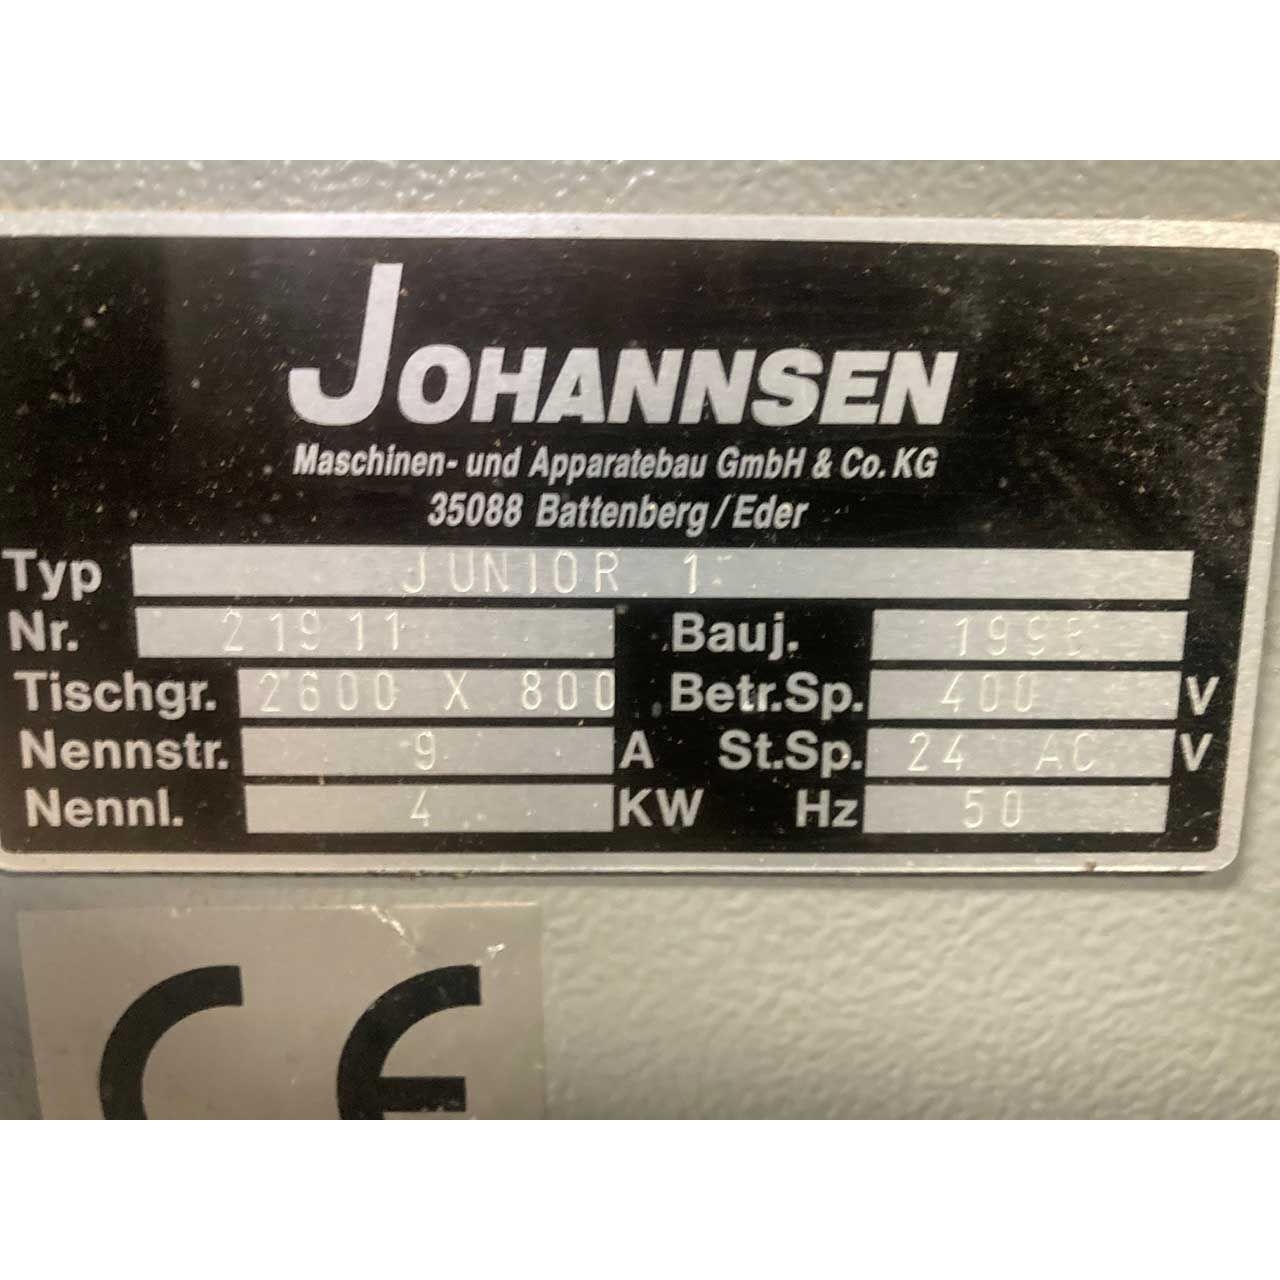 JOHANNSEN
Maschinen- und Apparatebau GmbH & Co. KG
35088 Battenberg/Eder
Typ JUNIOR 1
Nr. 21911 Bauj.
Tischgr. 2600 X 800 Betr.Sp. 400 V
Nennstr. 9 A St.Sp. 24 AC V
Nennl. 4 KW Hz 50
CE